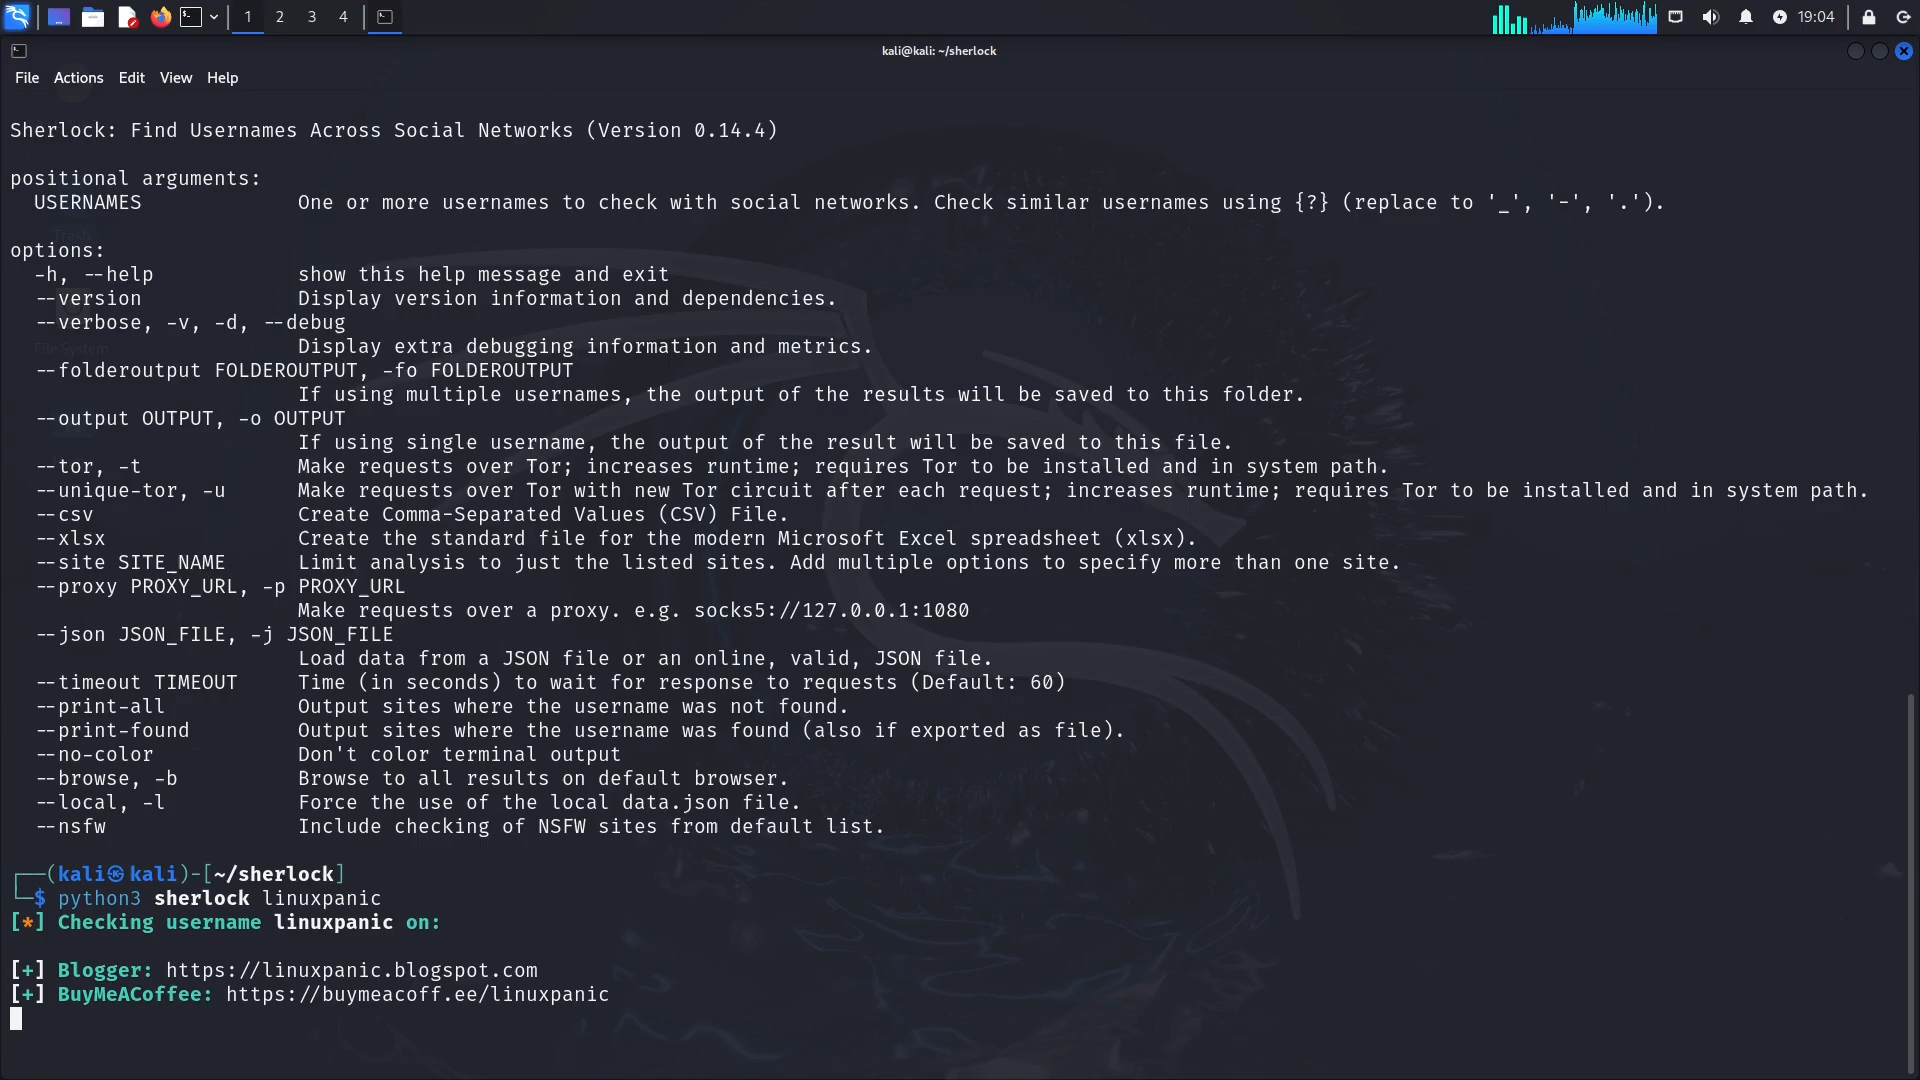 1 2 3 4 19:04
kali@kali: ~/sherlock
File Actions Edit View Help
Sherlock: Find Usernames Across Social Networks (Version 0.14.4)
positional arguments:
USERNAMES One or more usernames to check with social networks. Check similar usernames using {?} (replace to '_', '-', '.').
Trash
options:
-h, --help show this help message and exit
--version Display version information and dependencies.
--verbose, -v, -d, --debug
File System
Display extra debugging information and metrics.
--folderoutput FOLDEROUTPUT, -fo FOLDEROUTPUT
If using multiple usernames, the output of the results will be saved to this folder.
--output OUTPUT, -o OUTPUT
If using single username, the output of the result will be saved to this file.
--tor, -t Make requests over Tor; increases runtime; requires Tor to be installed and in system path.
--unique-tor, -u Make requests over Tor with new Tor circuit after each request; increases runtime; requires Tor to be installed and in system path.
--csv Create Comma-Separated Values (CSV) File.
--xlsx Create the standard file for the modern Microsoft Excel spreadsheet (xlsx).
--site SITE_NAME Limit analysis to just the listed sites. Add multiple options to specify more than one site.
--proxy PROXY_URL, -p PROXY_URL
Make requests over a proxy. e.g. socks5://127.0.0.1:1080
--json JSON_FILE, -j JSON_FILE
Load data from a JSON file or an online, valid, JSON file.
--timeout TIMEOUT Time (in seconds) to wait for response to requests (Default: 60)
--print-all Output sites where the username was not found.
--print-found Output sites where the username was found (also if exported as file).
--no-color Don't color terminal output
--browse, -b Browse to all results on default browser.
--local, -l Force the use of the local data.json file.
--nsfw Include checking of NSFW sites from default list.
┌──(kali㉿kali)-[~/sherlock]
└─$ python3 sherlock linuxpanic
[*] Checking username linuxpanic on:
[+] Blogger: https://linuxpanic.blogspot.com
[+] BuyMeACoffee: https://buymeacoff.ee/linuxpanic